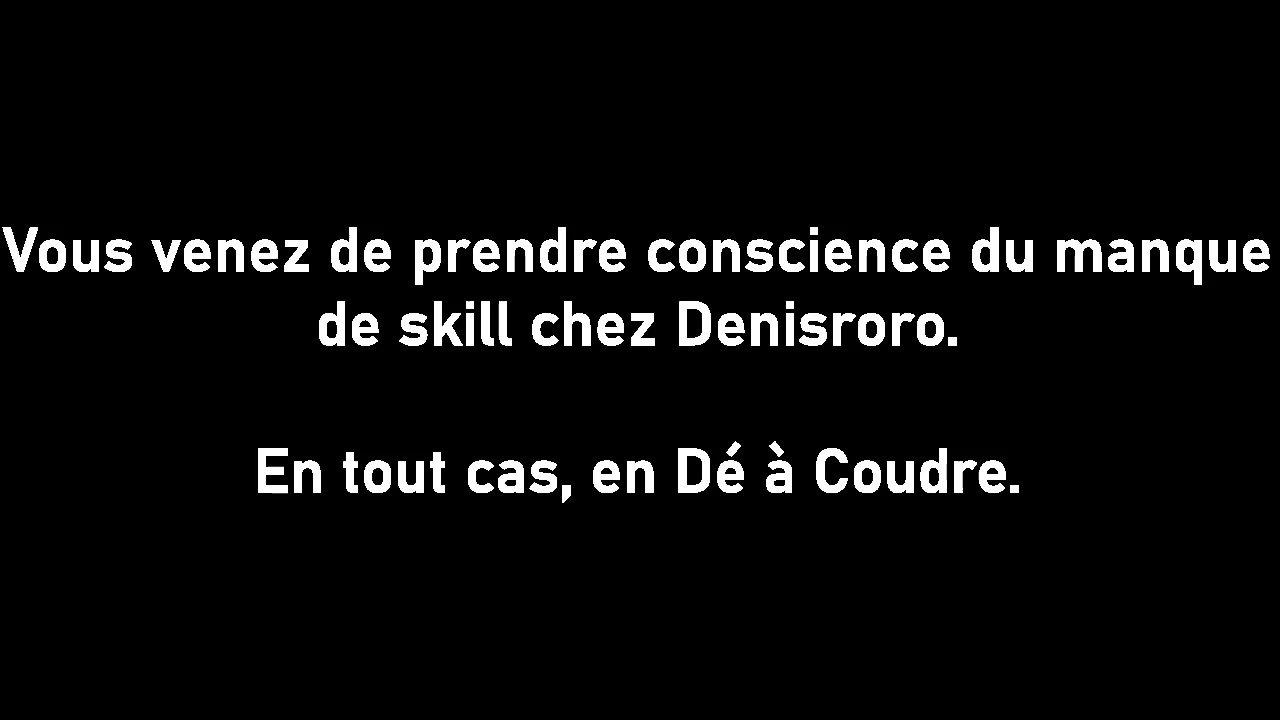 Vous venez de prendre conscience du manque
de skill chez Denisroro.
En tout cas, en Dé à Coudre.